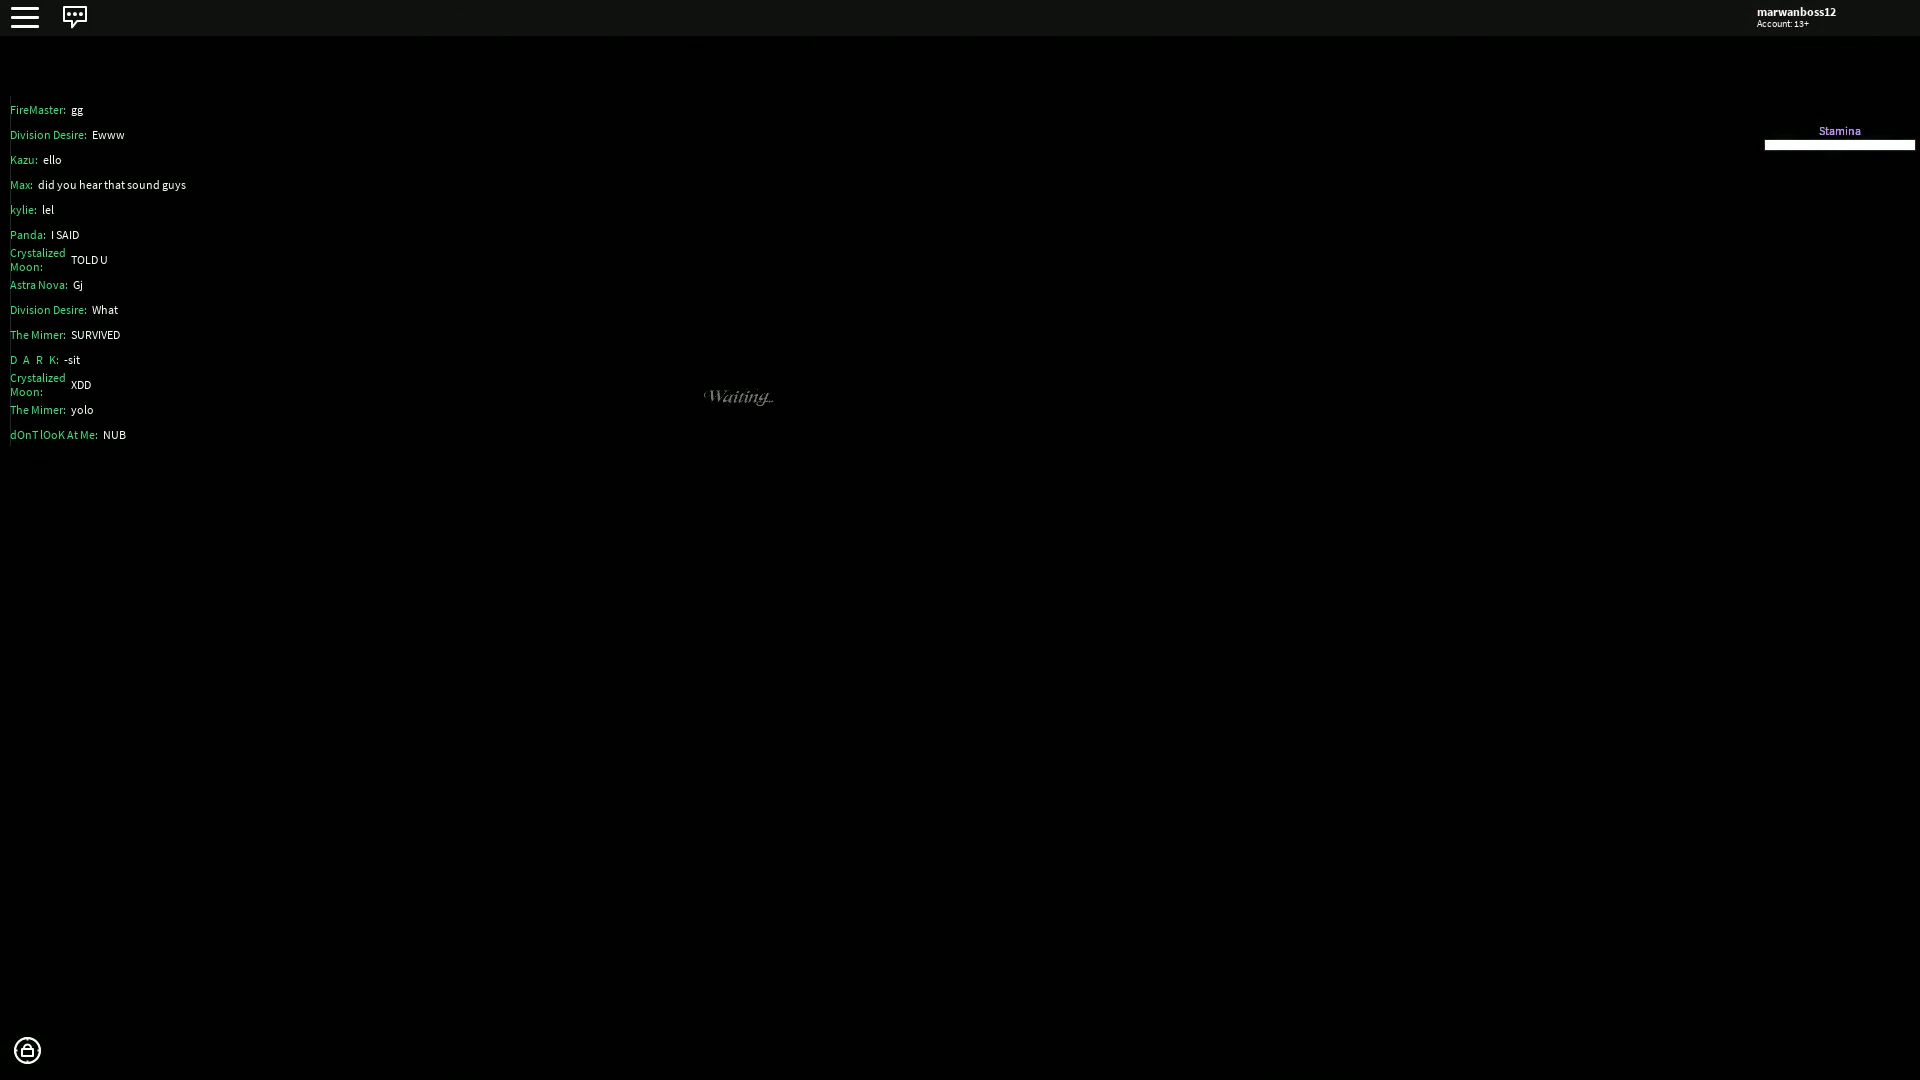 marwanboss12
Account: 13+
FireMaster: gg
Division Desire: Ewww
Stamina
Kazu: ello
Max: did you hear that sound guys
kylie: lel
Panda: I SAID
Crystalized
Moon: TOLD U
Astra Nova: Gj
Division Desire: What
The Mimer: SURVIVED
D A R K: -sit
Crystalized
Moon: XDD
Waiting...
The Mimer: yolo
dOnT lOoK At Me: NUB